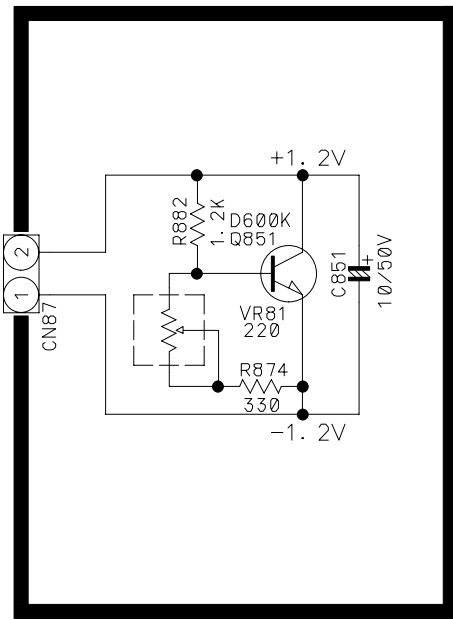 +1. 2V
R882
1. 2K
D600K
Q851
2
1
CN87
C851
+
10/50V
VR81
220
R874
330
-1. 2V